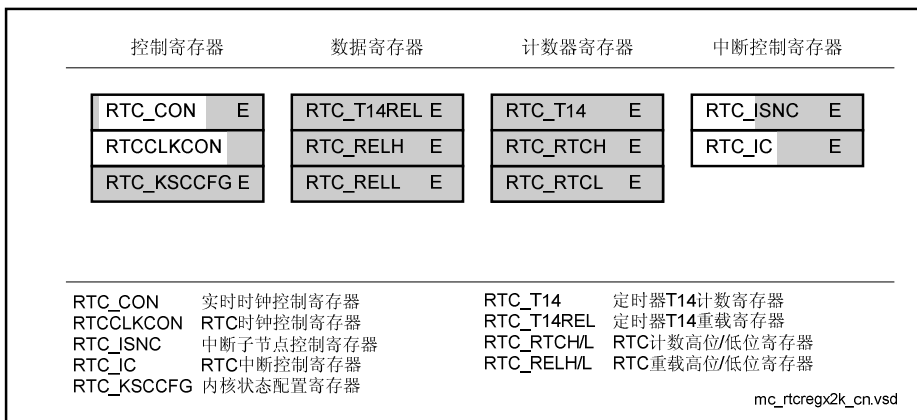 控制寄存器 数据寄存器 计数器寄存器 中断控制寄存器
RTC_CON E RTC_T14REL E RTC_T14 E RTC_ISNC E
RTCCLKCON RTC_RELH E RTC_RTCH E RTC_IC E
RTC_KSCCFG E RTC_RELL E RTC_RTCL E
RTC_CON 实时时钟控制寄存器 RTC_T14 定时器T14计数寄存器
RTCCLKCON RTC时钟控制寄存器 RTC_T14REL 定时器T14重载寄存器
RTC_ISNC 中断子节点控制寄存器 RTC_RTCH/L RTC计数高位/低位寄存器
RTC_IC RTC中断控制寄存器 RTC_RELH/L RTC重载高位/低位寄存器
RTC_KSCCFG 内核状态配置寄存器
mc_rtcregx2k_cn.vsd